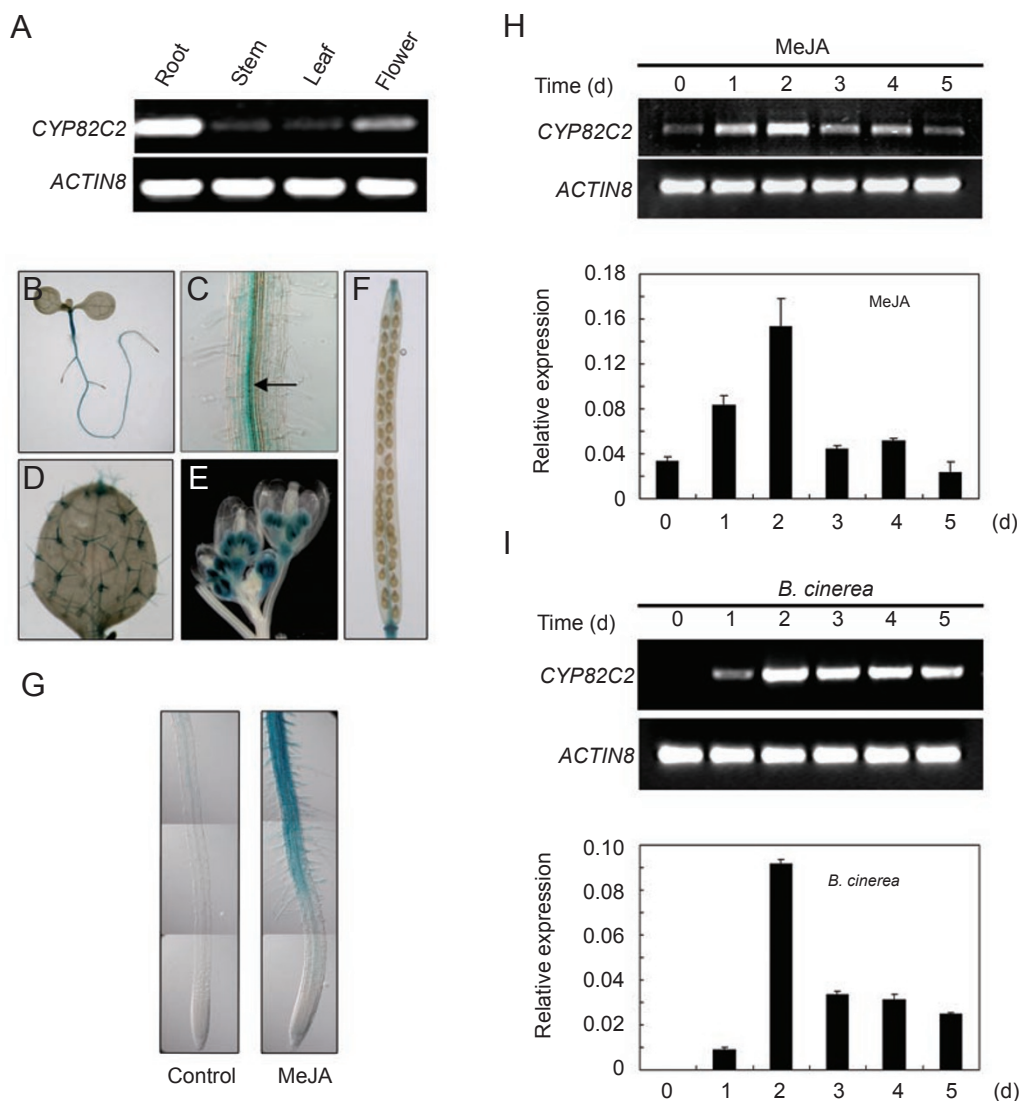 A
Root Stem Leaf Flower
CYP82C2
ACTIN8
B
C
F
D
E
G
Control MeJA
H
MeJA
Time (d) 0 1 2 3 4 5
CYP82C2
ACTIN8
0.18
0.16
0.12
0.08
0.04
0
Relative expression
MeJA
0 1 2 3 4 5 (d)
I
B. cinerea
Time (d) 0 1 2 3 4 5
CYP82C2
ACTIN8
0.10
0.08
0.06
0.04
0.02
0
Relative expression
B. cinerea
0 1 2 3 4 5 (d)